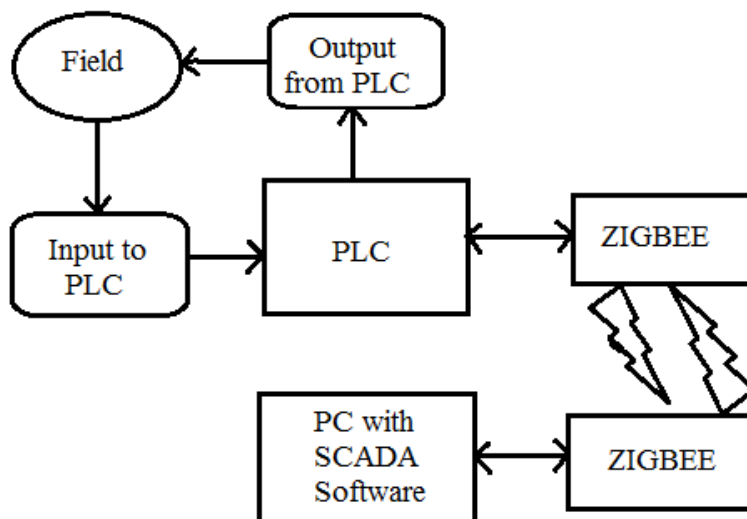 Field
Output
from PLC
Input to
PLC
PLC
ZIGBEE
PC with
SCADA
Software
ZIGBEE